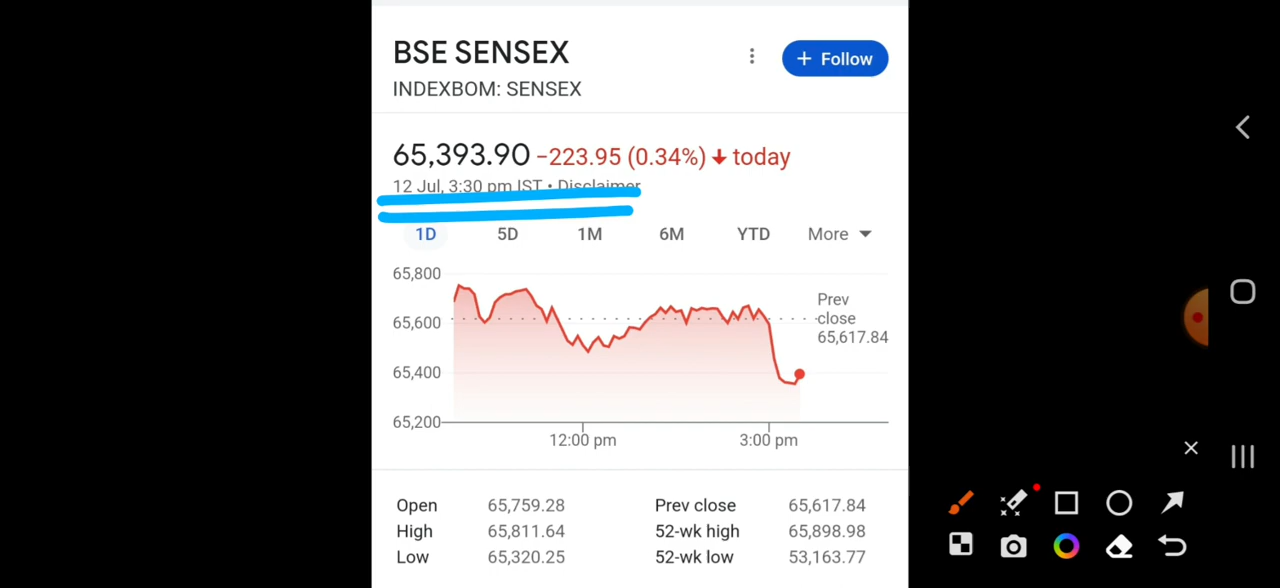 BSE SENSEX
+ Follow
INDEXBOM: SENSEX
65,393.90 −223.95 (0.34%) ↓ today
12 Jul, 3:30 pm IST • Disclaimer
1D 5D 1M 6M YTD More
65,800
65,600
65,400
65,200
Prev
close
65,617.84
12:00 pm 3:00 pm
Open 65,759.28 Prev close 65,617.84
High 65,811.64 52-wk high 65,898.98
Low 65,320.25 52-wk low 53,163.77